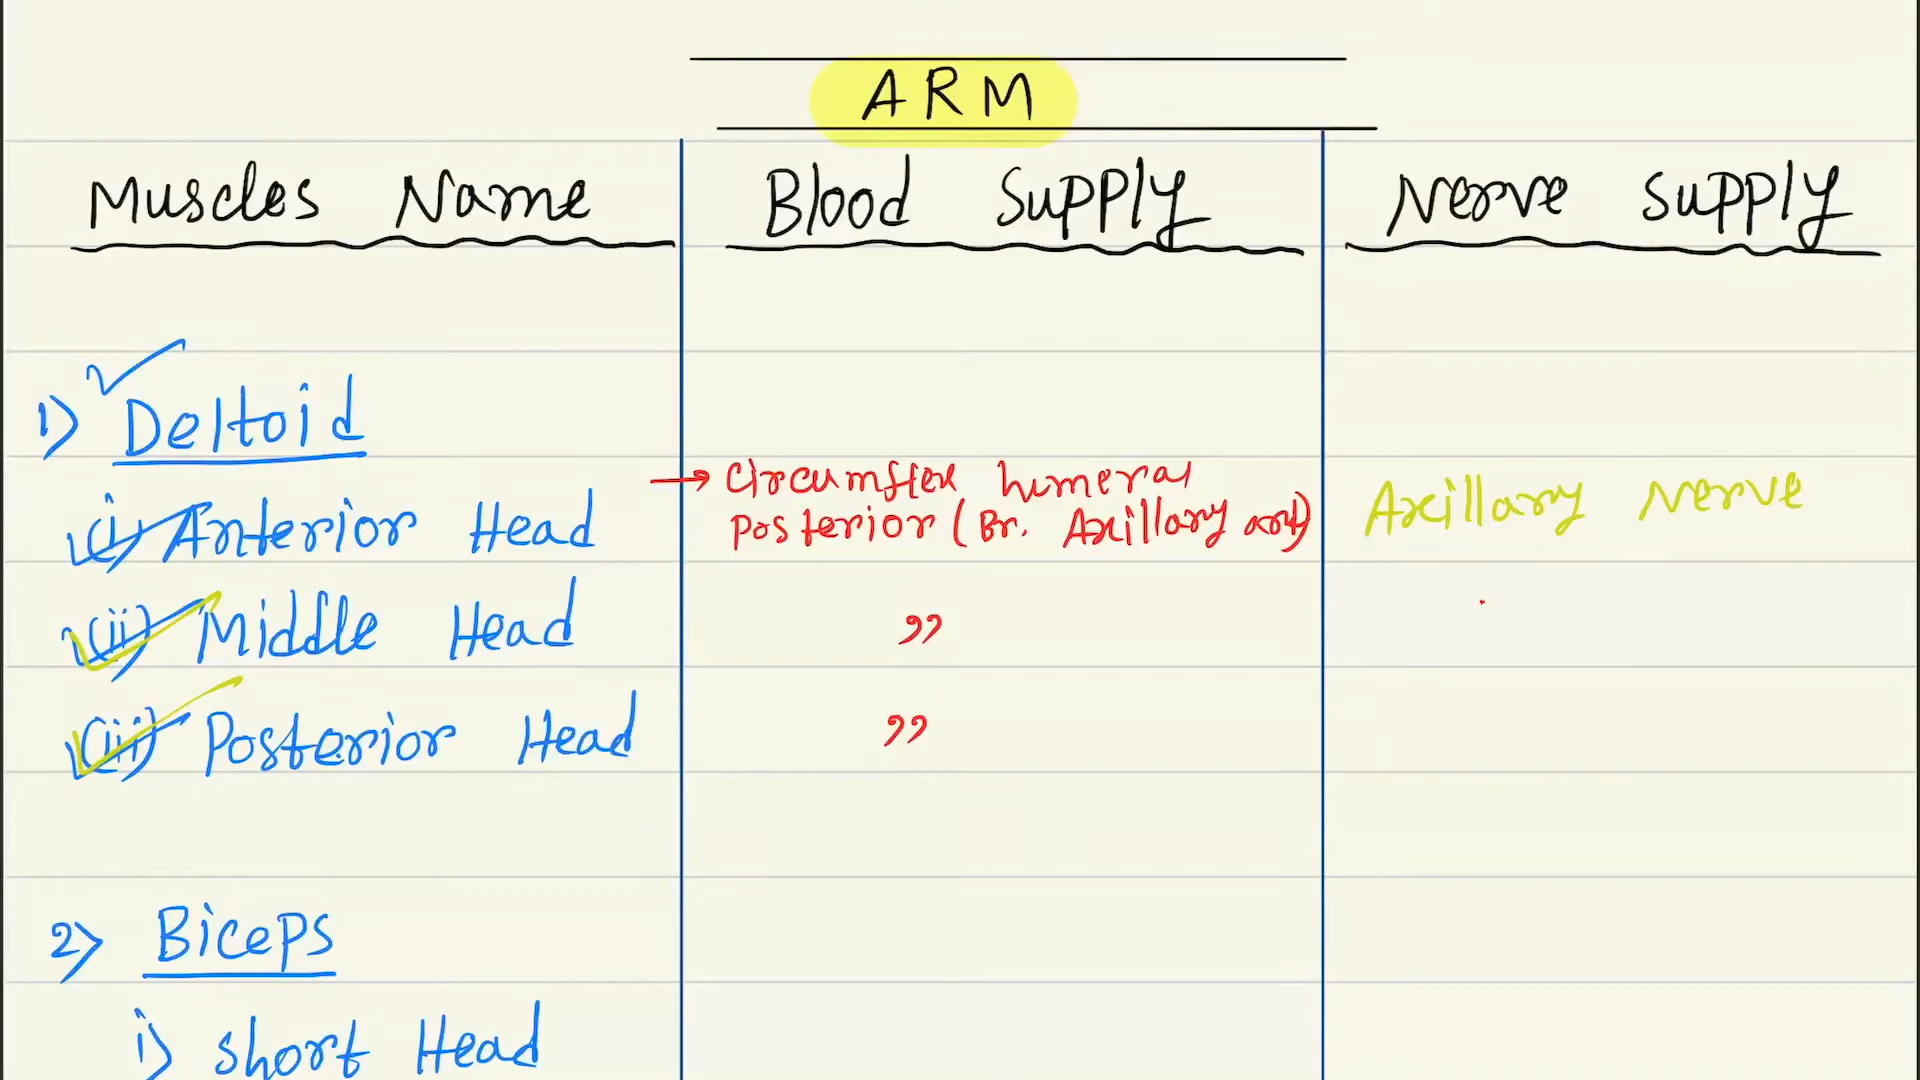 ARM
Muscles Name Blood Supply Nerve Supply
1) Deltoid
(i) Anterior Head → Circumflex humeral Posterior (Br. Axillary art) Axillary Nerve
(ii) Middle Head ,,
(iii) Posterior Head ,,
2) Biceps
i) Short Head